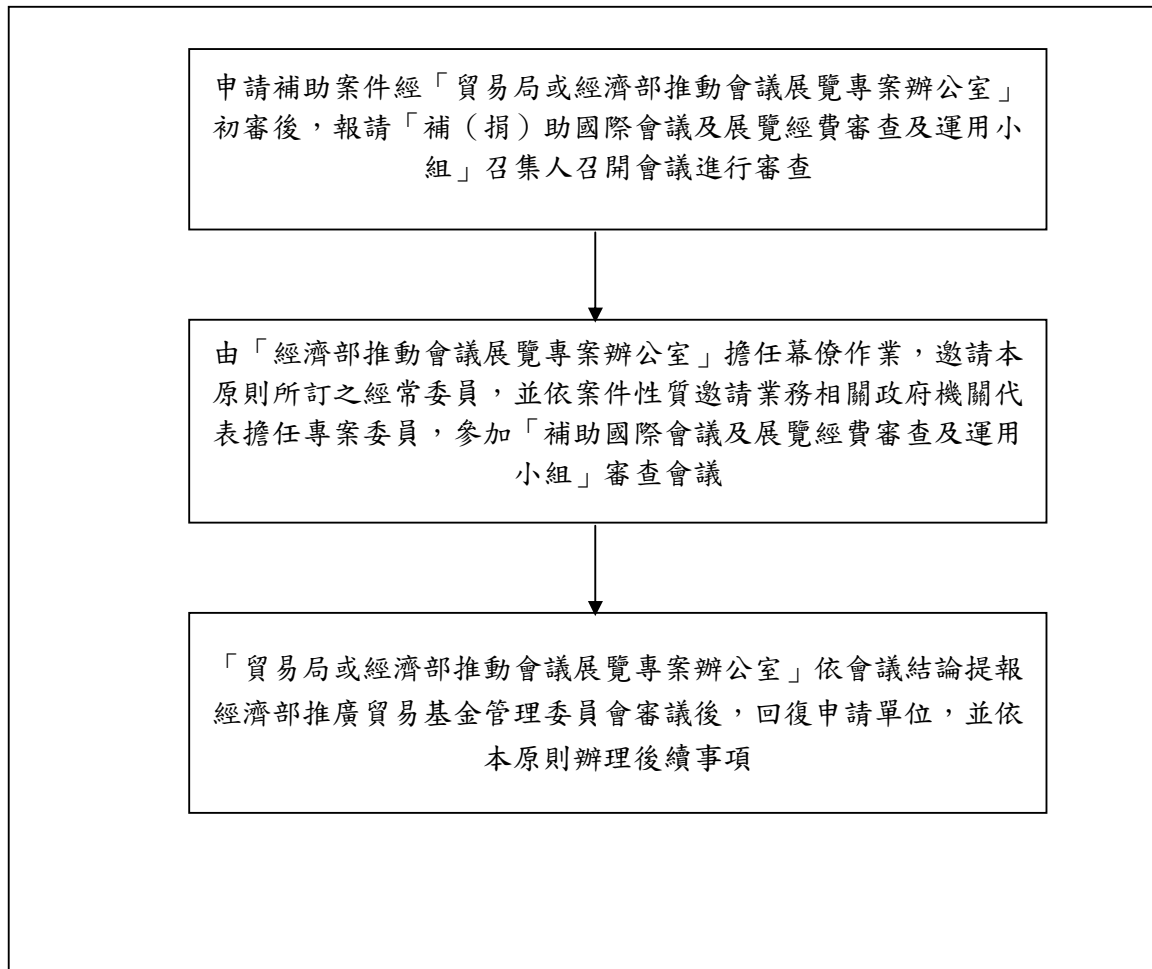 申請補助案件經「貿易局或經濟部推動會議展覽專案辦公室」
初審後，報請「補（捐）助國際會議及展覽經費審查及運用小
組」召集人召開會議進行審查
由「經濟部推動會議展覽專案辦公室」擔任幕僚作業，邀請本
原則所訂之經常委員，並依案件性質邀請業務相關政府機關代
表擔任專案委員，參加「補助國際會議及展覽經費審查及運用
小組」審查會議
「貿易局或經濟部推動會議展覽專案辦公室」依會議結論提報
經濟部推廣貿易基金管理委員會審議後，回復申請單位，並依
本原則辦理後續事項